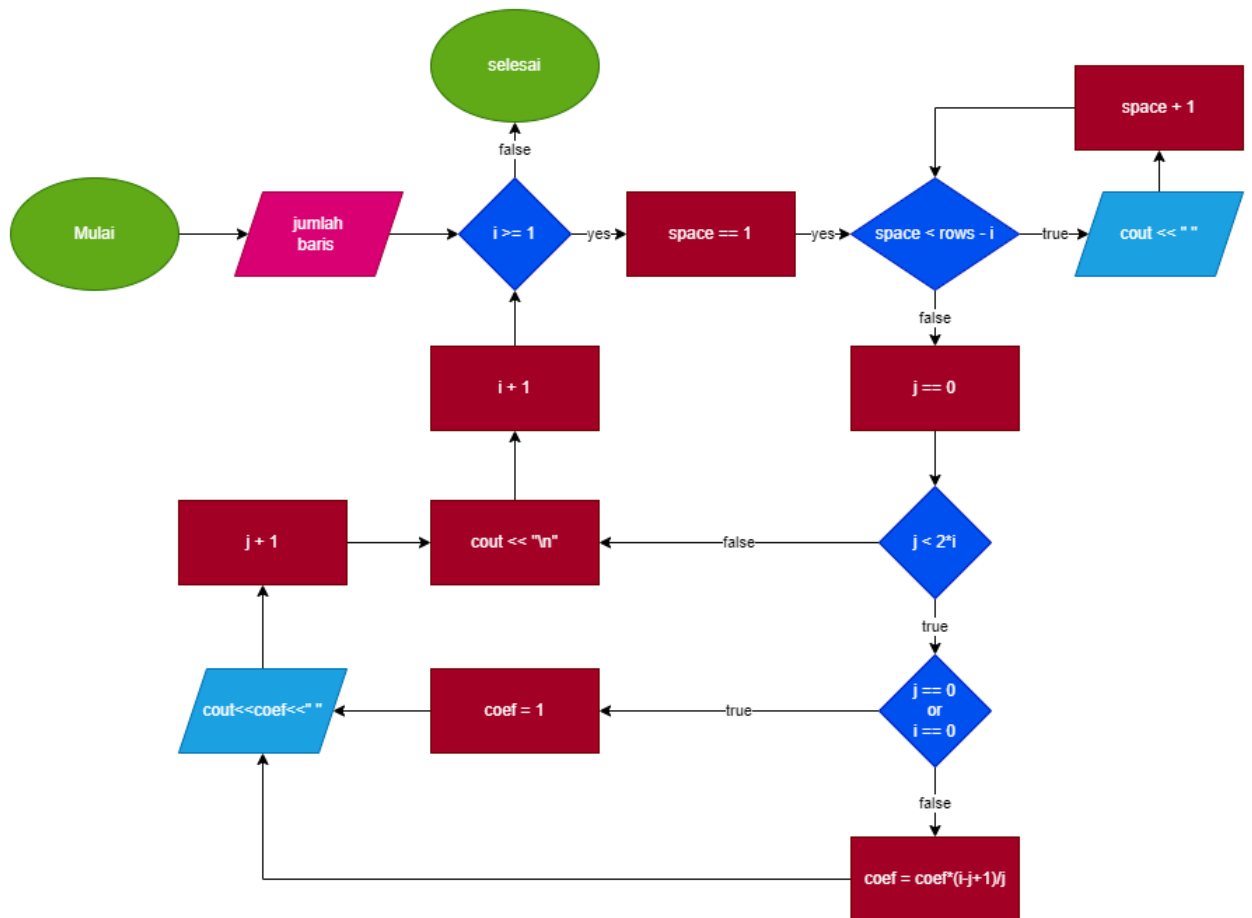 selesai
false
space + 1
Mulai
jumlah
baris
i >= 1
yes
space == 1
yes
space < rows - i
true
cout << " "
false
i + 1
j == 0
j + 1
cout << "\n"
false
j < 2*i
true
cout<<coef<<" "
coef = 1
true
j == 0
or
i == 0
false
coef = coef*(i-j+1)/j